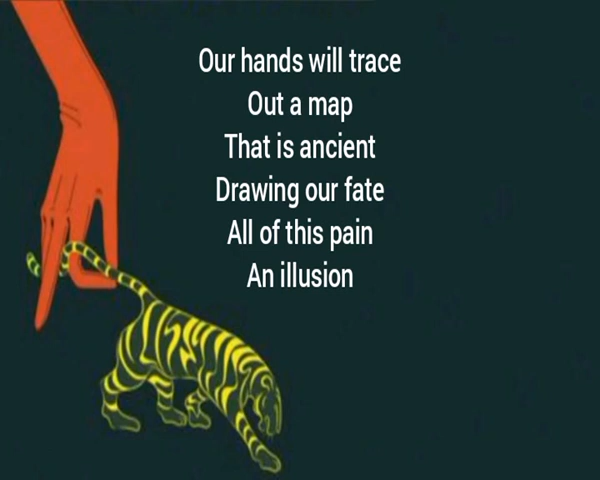 Our hands will trace
Out a map
That is ancient
Drawing our fate
All of this pain
An illusion